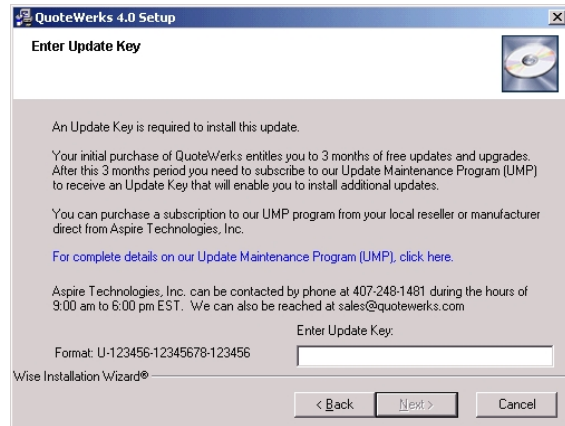 QuoteWerks 4.0 Setup
Enter Update Key
An Update Key is required to install this update.
Your initial purchase of QuoteWerks entitles you to 3 months of free updates and upgrades.
After this 3 months period you need to subscribe to our Update Maintenance Program (UMP)
to receive an Update Key that will enable you to install additional updates.
You can purchase a subscription to our UMP program from your local reseller or manufacturer
direct from Aspire Technologies, Inc.
For complete details on our Update Maintenance Program (UMP), click here.
Aspire Technologies, Inc. can be contacted by phone at 407-248-1481 during the hours of
9:00 am to 6:00 pm EST. We can also be reached at sales@quotewerks.com
Enter Update Key:
Format: U-123456-12345678-123456
Wise Installation Wizard®
< Back Next > Cancel